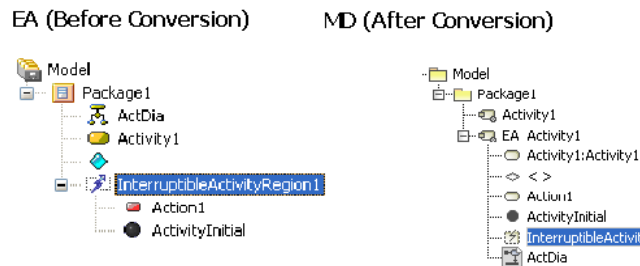 EA (Before Conversion)
MD (After Conversion)
Model
Package1
ActDia
Activity1
InterruptibleActivityRegion1
Action1
ActivityInitial
Model
Package1
Activity1
EA Activity1
Activity1:Activity1
< >
Action1
ActivityInitial
InterruptibleActivit
ActDia